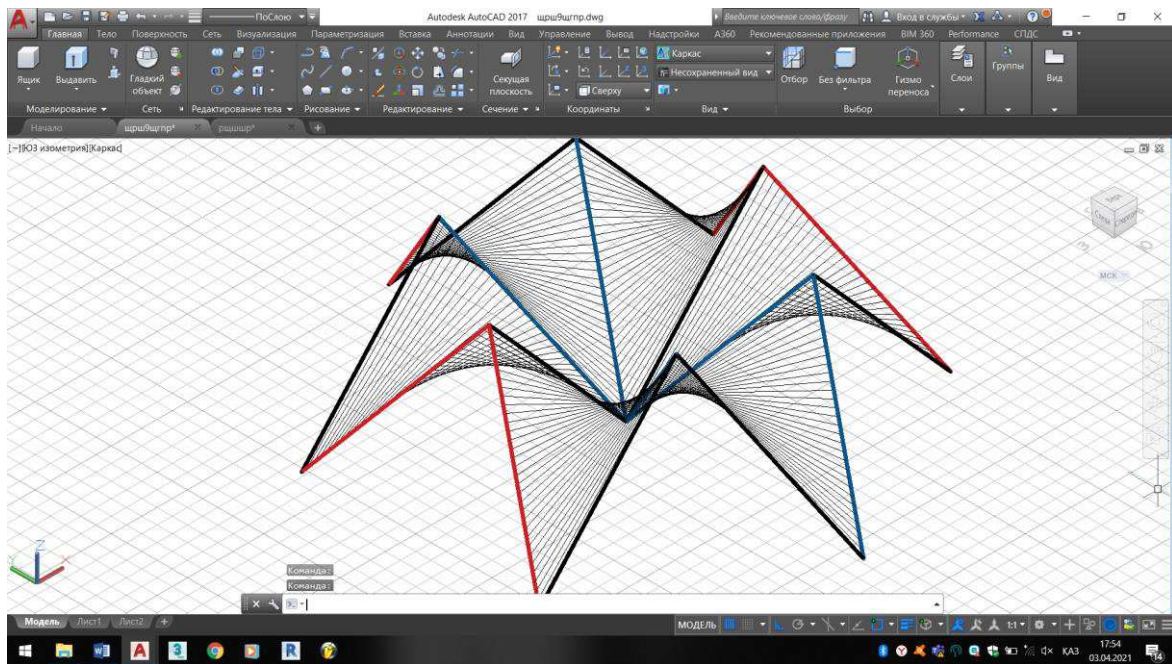 ПоСлою
Autodesk AutoCAD 2017 щрш9щгпр.dwg
Введите ключевое слово/фразу
Вход в службы
Главная Тело Поверхность Сеть Визуализация Параметризация Вставка Аннотации Вид Управление Вывод Надстройки A360 Рекомендованные приложения BIM 360 Performance СПДС
Ящик Выдавить Гладкий объект Секущая плоскость
Каркас
Несохраненный вид
Сверху
Отбор Без фильтра Гизмо переноса Слои Группы Вид
Моделирование Сеть Редактирование тела Рисование Редактирование Сечение Координаты Вид Выбор
Начало щрш9щгпр*
[−][ЮЗ изометрия][Каркас]
МСК
Z
X
Команда:
Команда:
Модель Лист1 Лист2 +
МОДЕЛЬ 1:1
ҚАЗ
17:54
03.04.2021
14